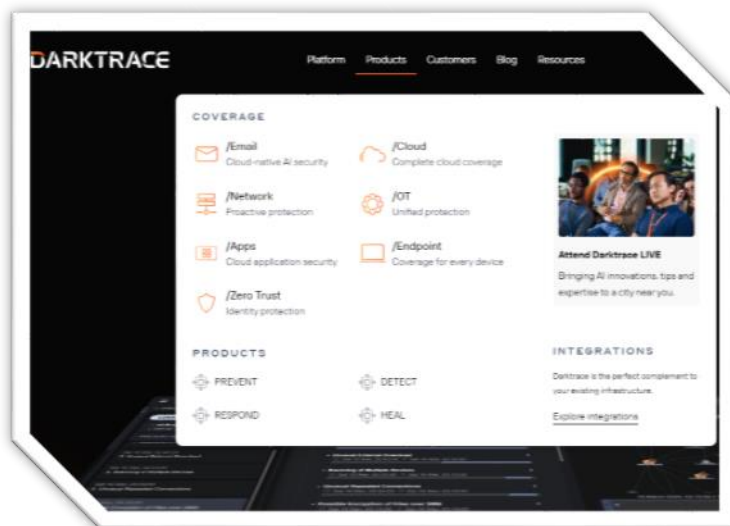 DARKTRACE
Platform Products Customers Blog Resources
COVERAGE
/Email
Cloud-native AI security
/Cloud
Complete cloud coverage
/Network
Proactive protection
/OT
Unified protection
/Apps
Cloud application security
/Endpoint
Coverage for every device
/Zero Trust
Identity protection
Attend Darktrace LIVE
Bringing AI innovations, tips and
expertise to a city near you.
PRODUCTS
PREVENT
DETECT
RESPOND
HEAL
INTEGRATIONS
Darktrace is the perfect complement to
your existing infrastructure.
Explore integrations